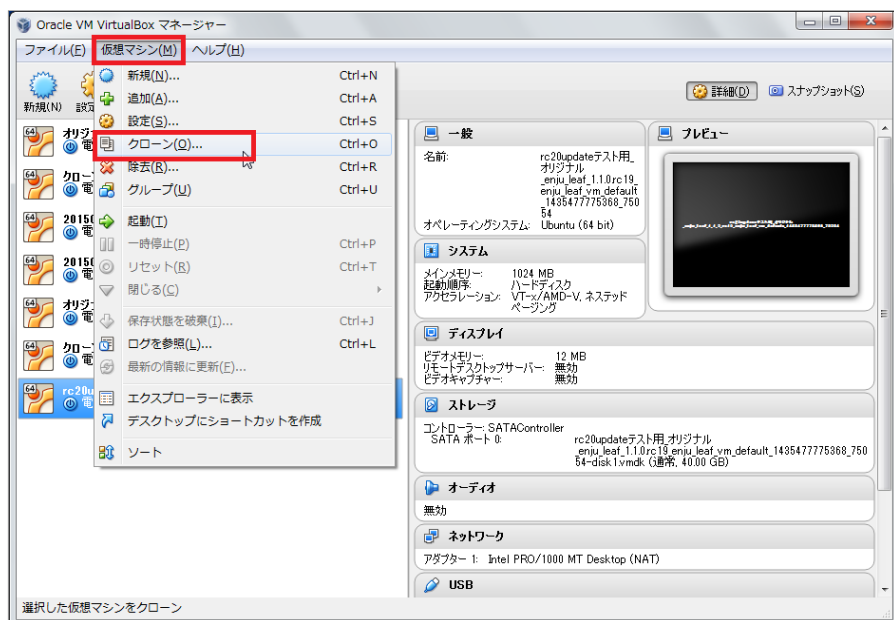 Oracle VM VirtualBox マネージャー
ファイル(F) 仮想マシン(M) ヘルプ(H)
新規(N)
詳細(D) スナップショット(S)
新規(N)... Ctrl+N
追加(A)... Ctrl+A
設定(S)... Ctrl+S
クローン(O)... Ctrl+O
除去(R)... Ctrl+R
グループ(U) Ctrl+U
起動(T)
一時停止(P) Ctrl+P
リセット(R) Ctrl+T
閉じる(C)
保存状態を破棄(I)... Ctrl+J
ログを参照(L)... Ctrl+L
最新の情報に更新(F)...
エクスプローラーに表示
デスクトップにショートカットを作成
ソート
64
64
64
64
64
64
64
一般
名前: rc20updateテスト用_
オリジナル
_enju_leaf_1.1.0rc19_
enju_leaf_vm_default
_1435477775368_750
54
オペレーティングシステム: Ubuntu (64 bit)
プレビュー
システム
メインメモリー: 1024 MB
起動順序: ハードディスク
アクセラレーション: VT-x/AMD-V, ネステッド
ページング
ディスプレイ
ビデオメモリー: 12 MB
リモートデスクトップサーバー: 無効
ビデオキャプチャー: 無効
ストレージ
コントローラー: SATAController
SATA ポート 0: rc20updateテスト用_オリジナル
_enju_leaf_1.1.0rc19_enju_leaf_vm_default_1435477775368_750
54-disk1.vmdk (通常, 40.00 GB)
オーディオ
無効
ネットワーク
アダプター 1: Intel PRO/1000 MT Desktop (NAT)
USB
選択した仮想マシンをクローン